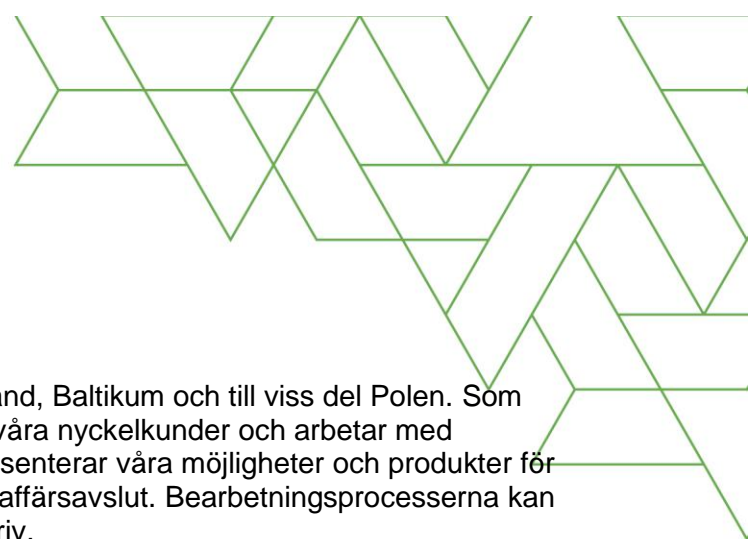 and, Baltikum och till viss del Polen. Som
våra nyckelkunder och arbetar med
senterar våra möjligheter och produkter för
affärsavslut. Bearbetningsprocesserna kan
riv.